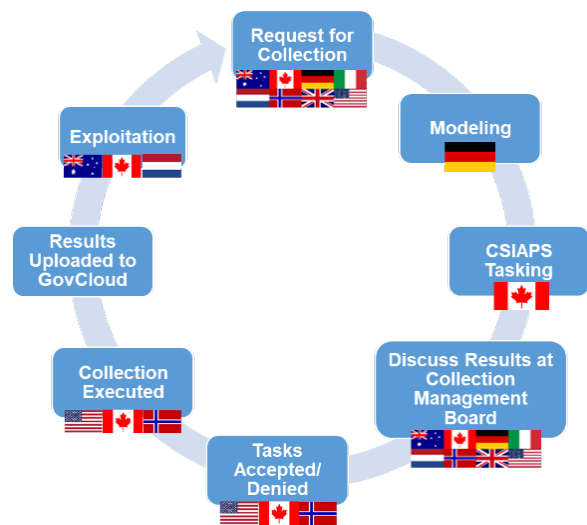 Request for
Collection
Modeling
CSIAPS
Tasking
Discuss Results at
Collection
Management
Board
Tasks
Accepted/
Denied
Collection
Executed
Results
Uploaded to
GovCloud
Exploitation